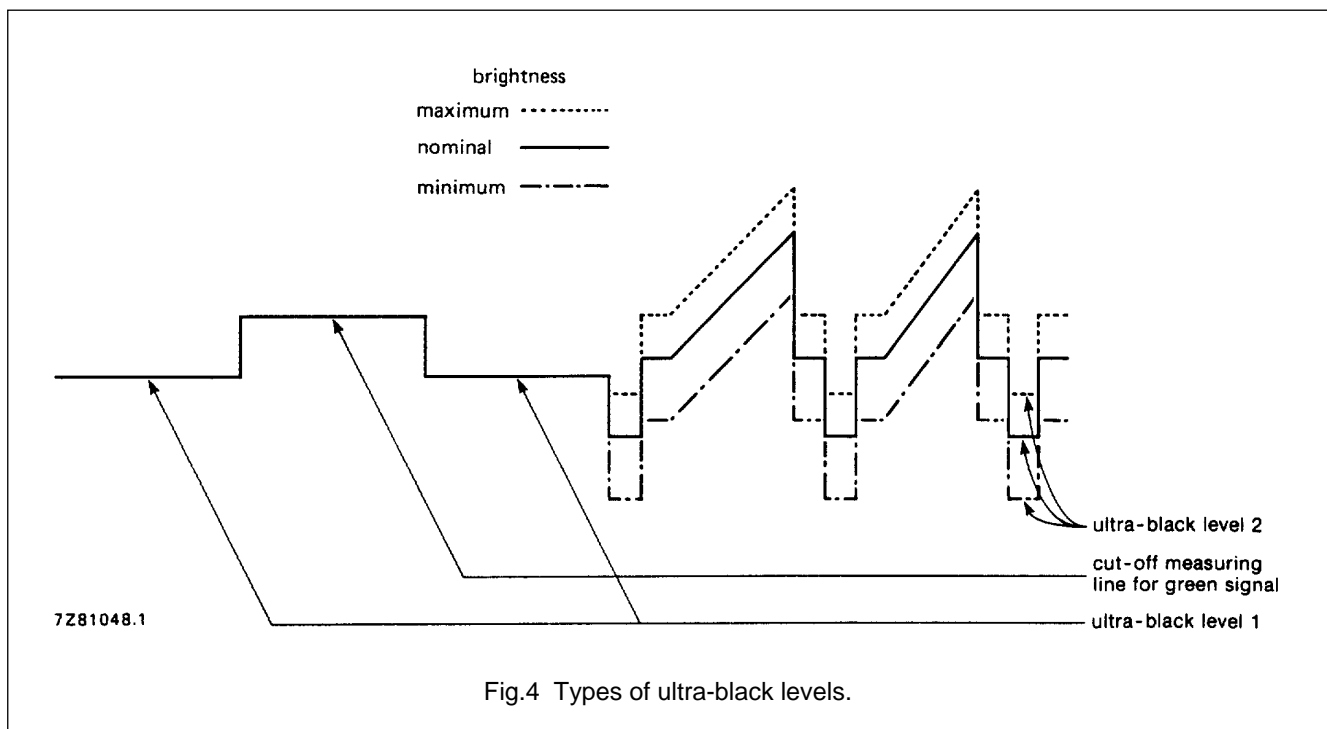 brightness
maximum
nominal
minimum
ultra-black level 2
cut-off measuring
line for green signal
7Z81048.1
ultra-black level 1
Fig.4 Types of ultra-black levels.